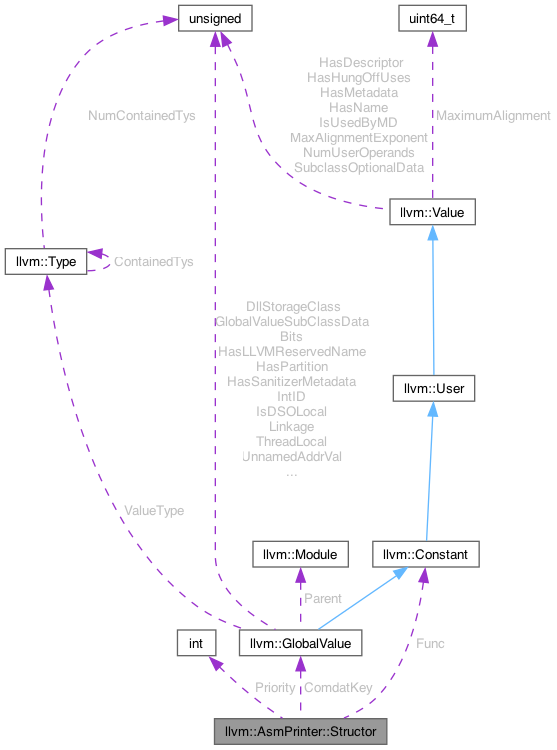 unsigned
uint64_t
HasDescriptor
HasHungOffUses
HasMetadata
HasName
IsUsedByMD
MaxAlignmentExponent
NumUserOperands
SubclassOptionalData
NumContainedTys
MaximumAlignment
llvm::Value
llvm::Type
ContainedTys
DllStorageClass
GlobalValueSubClassData
Bits
HasLLVMReservedName
HasPartition
HasSanitizerMetadata
IntID
IsDSOLocal
Linkage
ThreadLocal
UnnamedAddrVal
...
llvm::User
ValueType
llvm::Module
llvm::Constant
Parent
int
llvm::GlobalValue
Func
Priority
ComdatKey
llvm::AsmPrinter::Structor